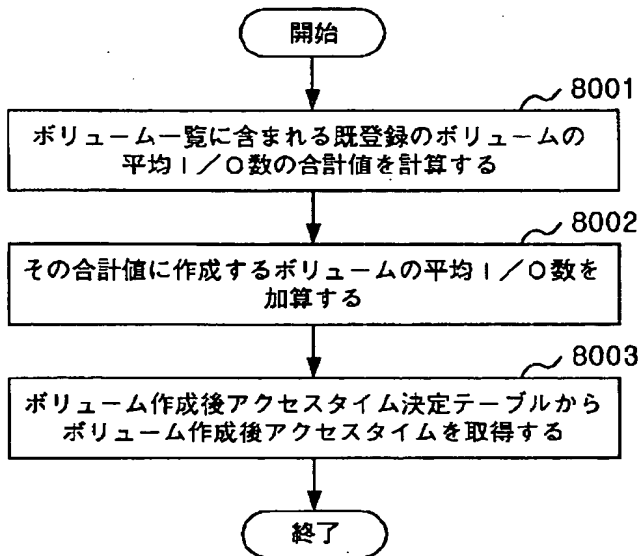 開始
8001
ボリューム一覧に含まれる既登録のボリュームの
平均I／O数の合計値を計算する
8002
その合計値に作成するボリュームの平均I／O数を
加算する
8003
ボリューム作成後アクセスタイム決定テーブルから
ボリューム作成後アクセスタイムを取得する
終了